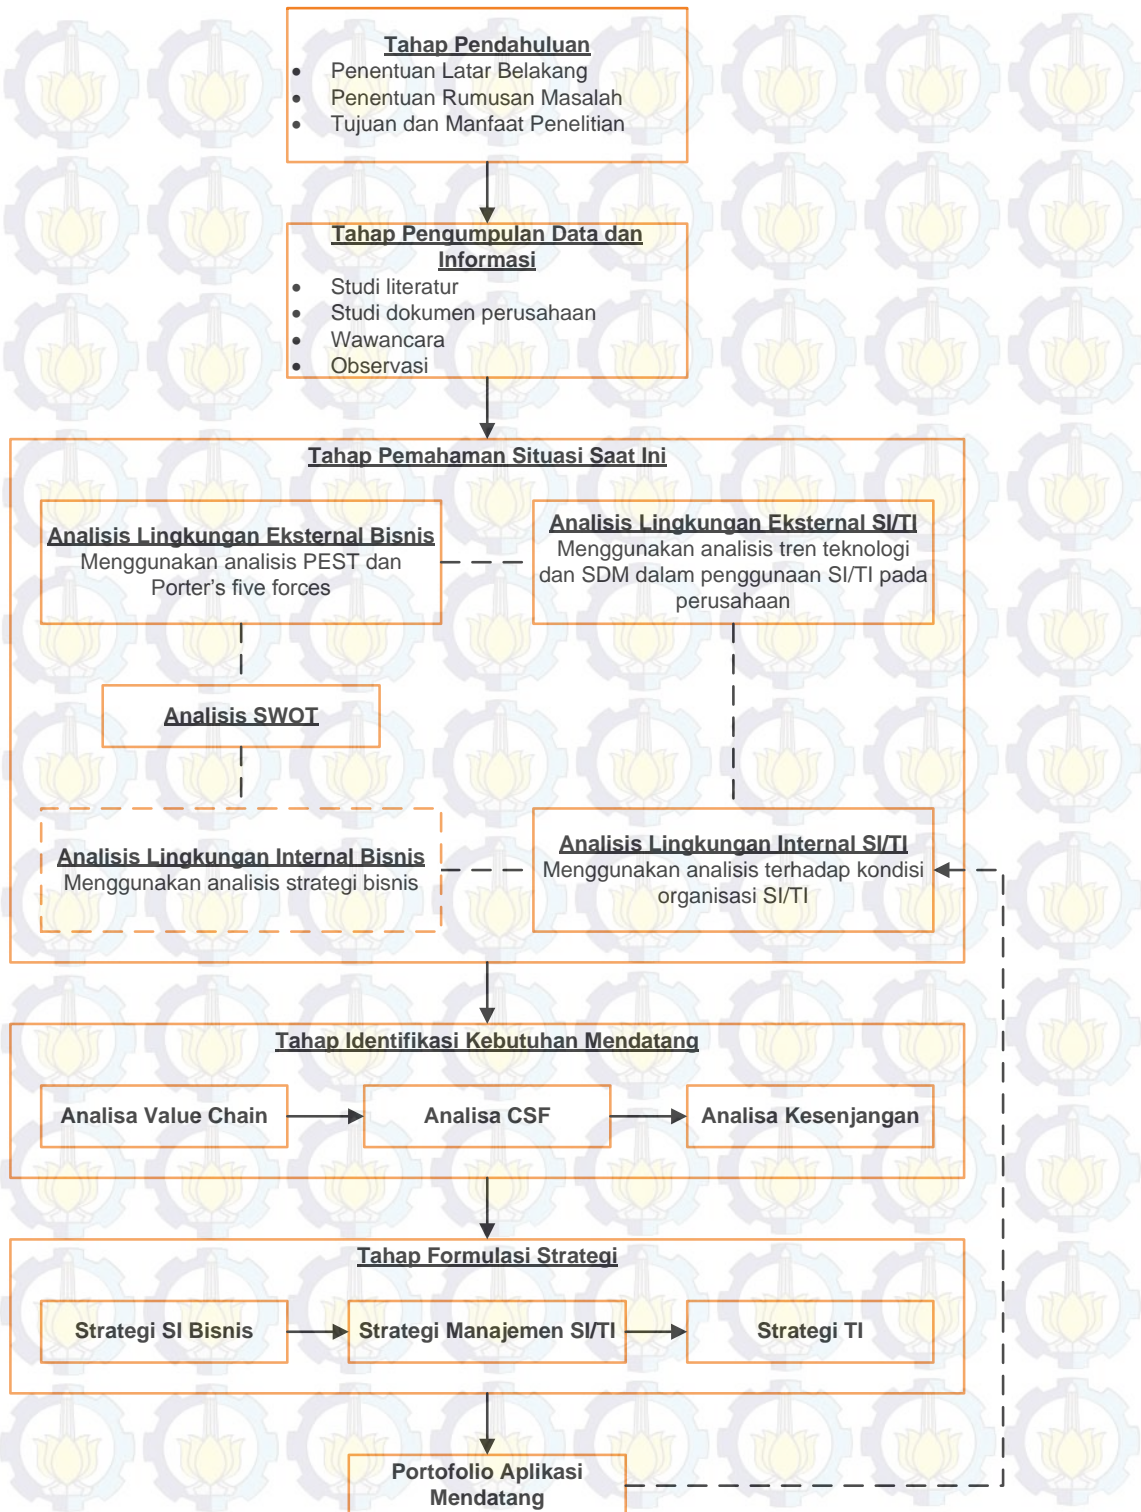 Tahap Pendahuluan
• Penentuan Latar Belakang
• Penentuan Rumusan Masalah
• Tujuan dan Manfaat Penelitian
Tahap Pengumpulan Data dan
Informasi
• Studi literatur
• Studi dokumen perusahaan
• Wawancara
• Observasi
Tahap Pemahaman Situasi Saat Ini
Analisis Lingkungan Eksternal Bisnis
Menggunakan analisis PEST dan
Porter’s five forces
Analisis Lingkungan Eksternal SI/TI
Menggunakan analisis tren teknologi
dan SDM dalam penggunaan SI/TI pada
perusahaan
Analisis SWOT
Analisis Lingkungan Internal Bisnis
Menggunakan analisis strategi bisnis
Analisis Lingkungan Internal SI/TI
Menggunakan analisis terhadap kondisi
organisasi SI/TI
Tahap Identifikasi Kebutuhan Mendatang
Analisa Value Chain
Analisa CSF
Analisa Kesenjangan
Tahap Formulasi Strategi
Strategi SI Bisnis
Strategi Manajemen SI/TI
Strategi TI
Portofolio Aplikasi
Mendatang